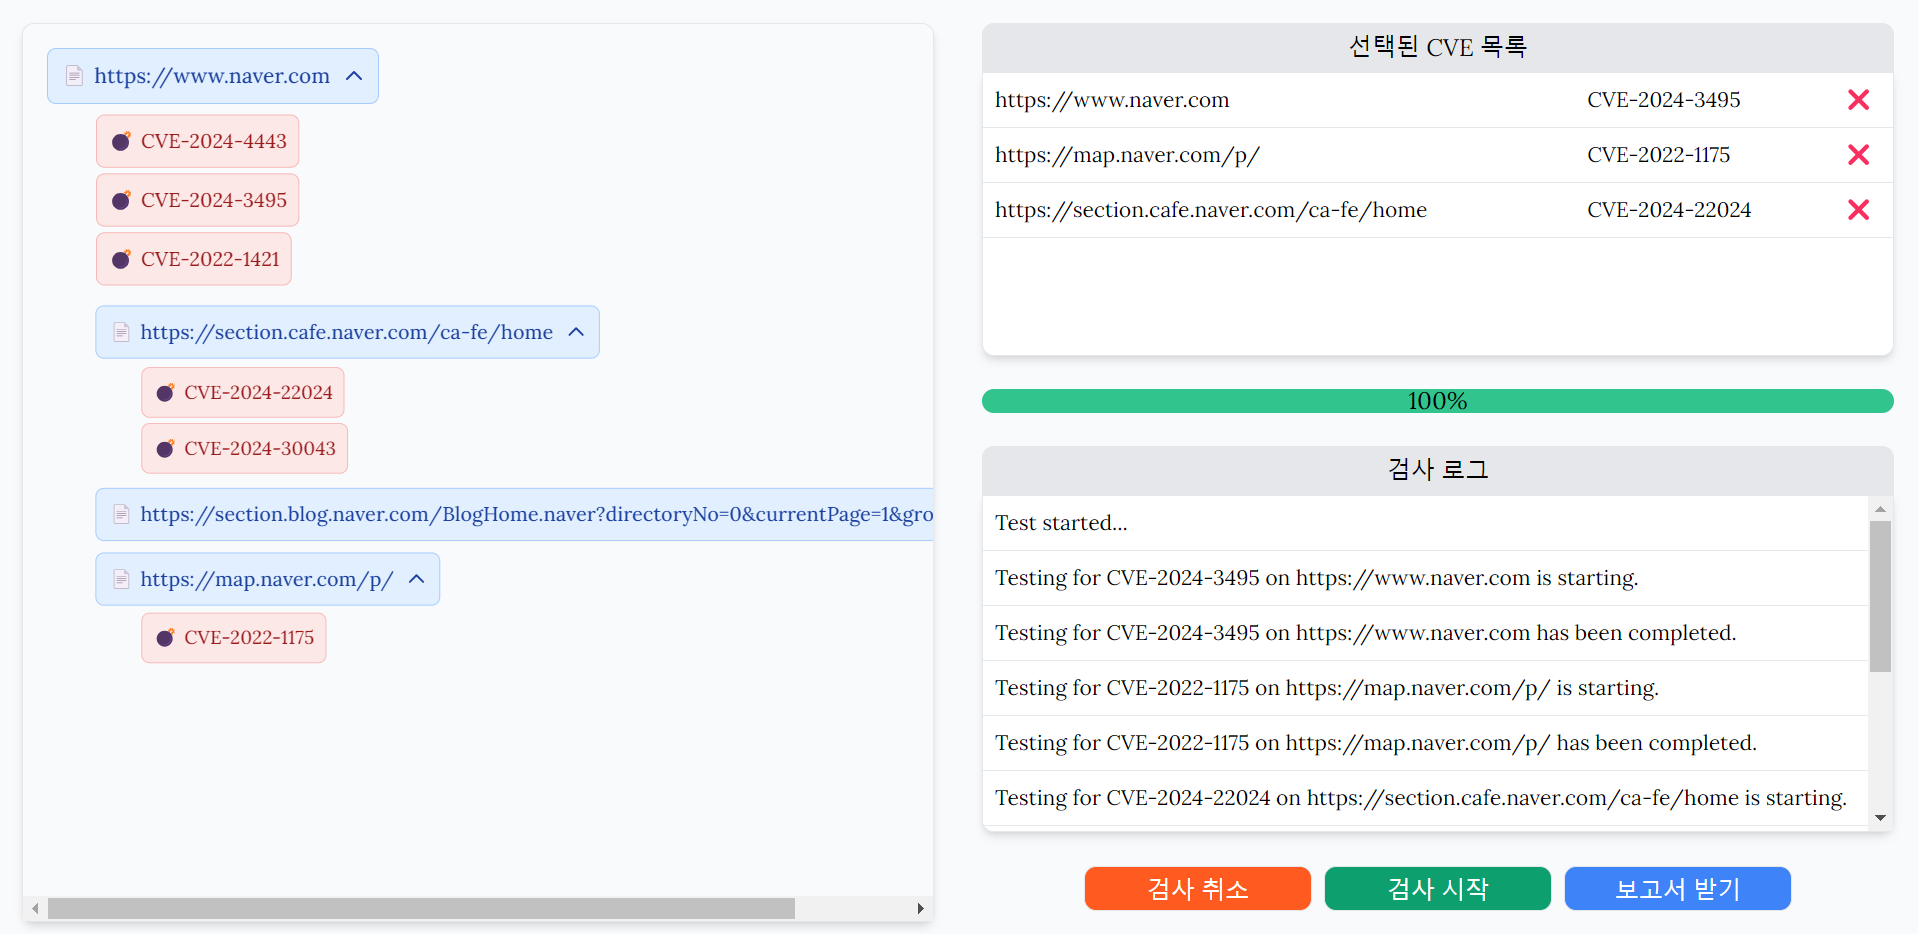 https://www.naver.com
CVE-2024-4443
CVE-2024-3495
CVE-2022-1421
https://section.cafe.naver.com/ca-fe/home
CVE-2024-22024
CVE-2024-30043
https://section.blog.naver.com/BlogHome.naver?directoryNo=0&currentPage=1&gro
https://map.naver.com/p/
CVE-2022-1175
선택된 CVE 목록
https://www.naver.com CVE-2024-3495
https://map.naver.com/p/ CVE-2022-1175
https://section.cafe.naver.com/ca-fe/home CVE-2024-22024
100%
검사 로그
Test started...
Testing for CVE-2024-3495 on https://www.naver.com is starting.
Testing for CVE-2024-3495 on https://www.naver.com has been completed.
Testing for CVE-2022-1175 on https://map.naver.com/p/ is starting.
Testing for CVE-2022-1175 on https://map.naver.com/p/ has been completed.
Testing for CVE-2024-22024 on https://section.cafe.naver.com/ca-fe/home is starting.
검사 취소 검사 시작 보고서 받기